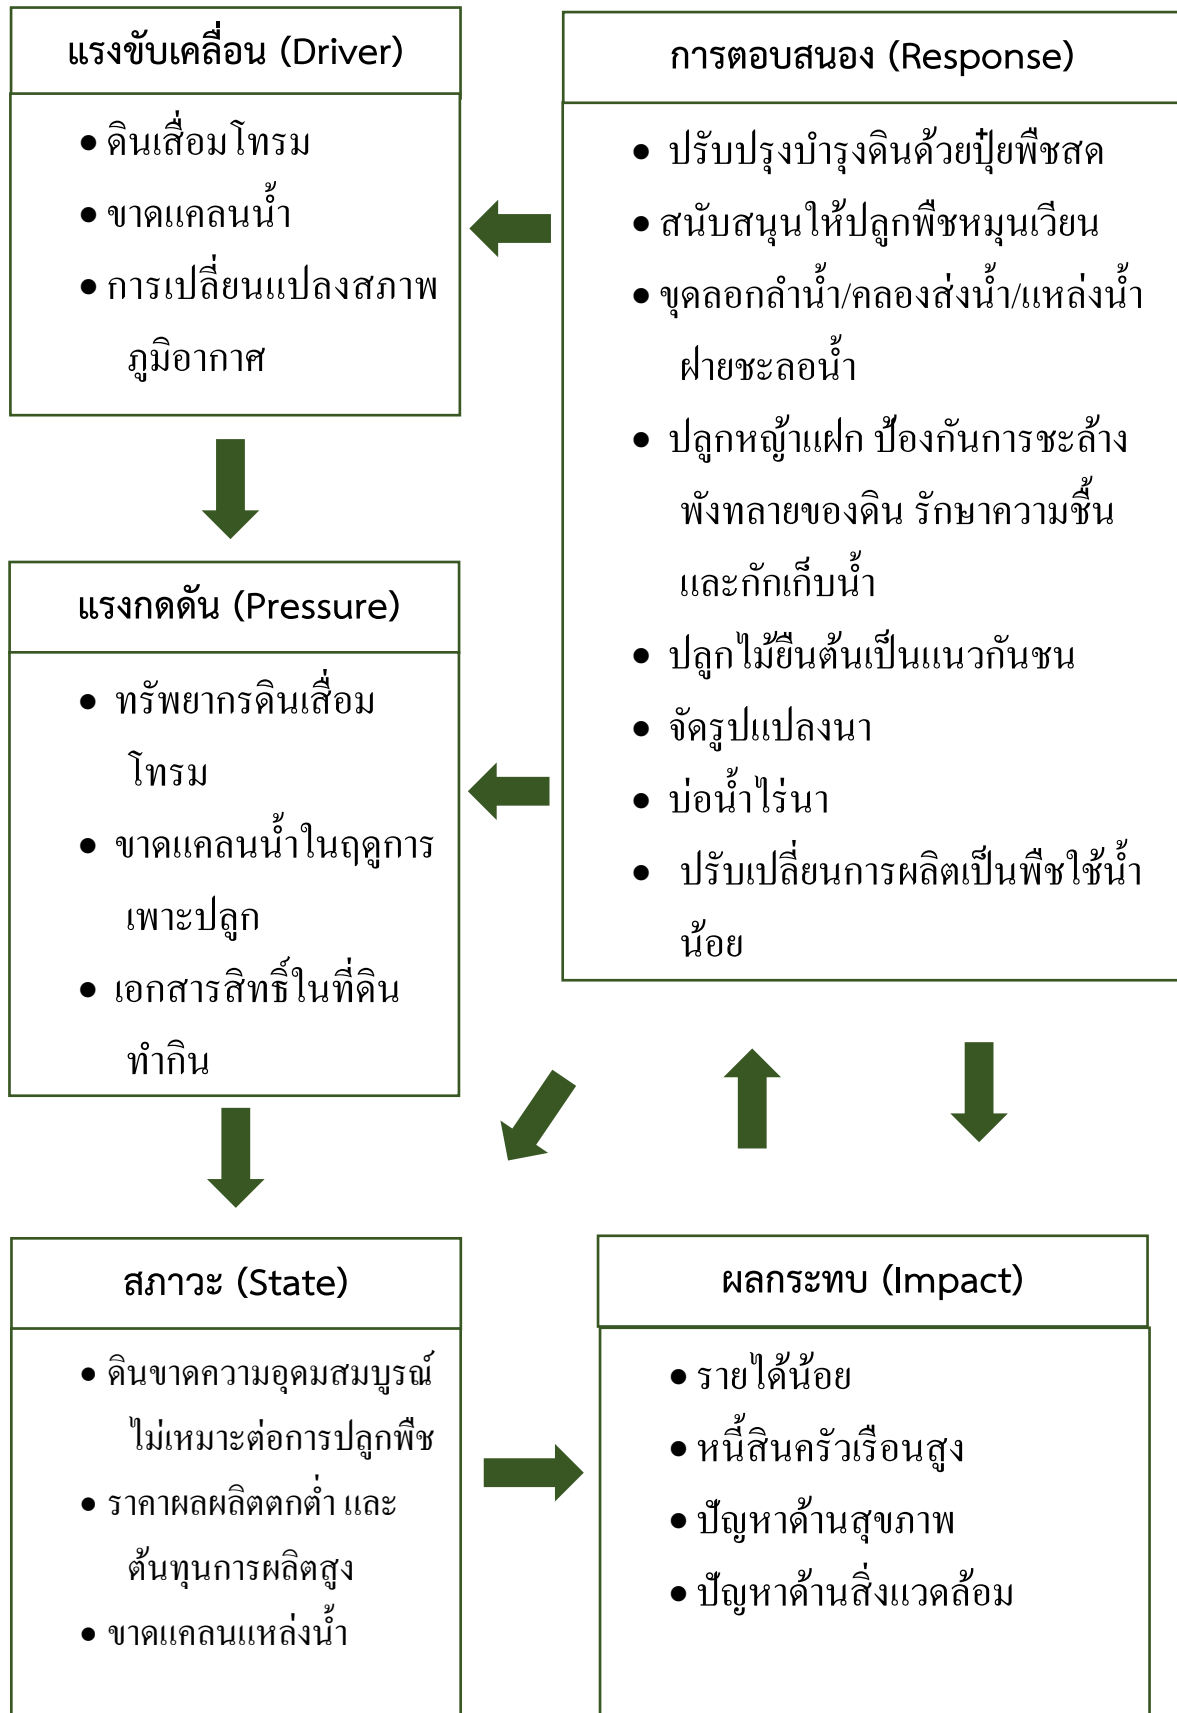 แรงขับเคลื่อน (Driver)
• ดินเสื่อมโทรม
• ขาดแคลนน้ำ
• การเปลี่ยนแปลงสภาพ
ภูมิอากาศ
การตอบสนอง (Response)
• ปรับปรุงบำรุงดินด้วยปุ๋ยพืชสด
• สนับสนุนให้ปลูกพืชหมุนเวียน
• ขุดลอกลำน้ำ/คลองส่งน้ำ/แหล่งน้ำ
ฝายชะลอน้ำ
• ปลูกหญ้าแฝก ป้องกันการชะล้าง
พังทลายของดิน รักษาความชื้น
และกักเก็บน้ำ
• ปลูกไม้ยืนต้นเป็นแนวกันชน
• จัดรูปแปลงนา
• บ่อน้ำไร่นา
• ปรับเปลี่ยนการผลิตเป็นพืชใช้น้ำ
น้อย
แรงกดดัน (Pressure)
• ทรัพยากรดินเสื่อม
โทรม
• ขาดแคลนน้ำในฤดูการ
เพาะปลูก
• เอกสารสิทธิ์ในที่ดิน
ทำกิน
สภาวะ (State)
• ดินขาดความอุดมสมบูรณ์
ไม่เหมาะต่อการปลูกพืช
• ราคาผลผลิตตกต่ำ และ
ต้นทุนการผลิตสูง
• ขาดแคลนแหล่งน้ำ
ผลกระทบ (Impact)
• รายได้น้อย
• หนี้สินครัวเรือนสูง
• ปัญหาด้านสุขภาพ
• ปัญหาด้านสิ่งแวดล้อม